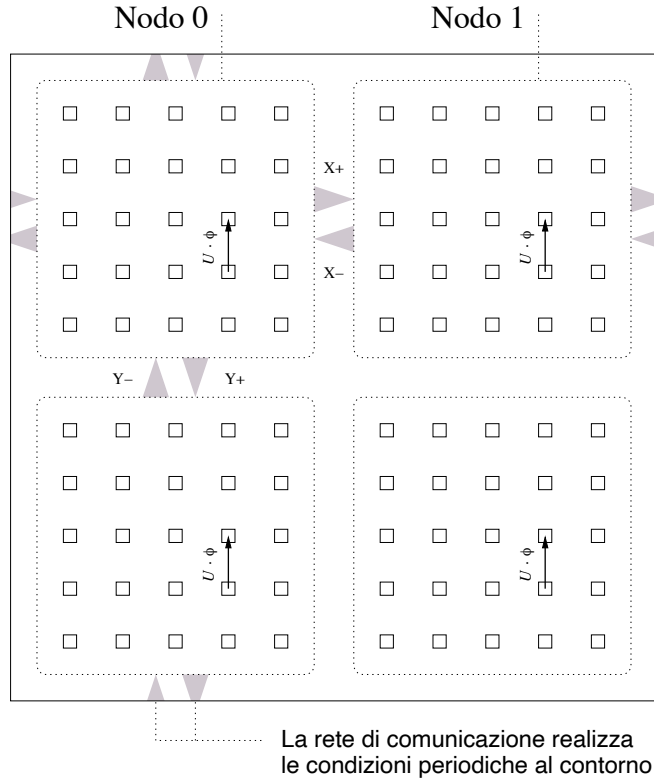 Nodo 0
Nodo 1
X+
U · φ
U · φ
X−
Y−
Y+
U · φ
U · φ
La rete di comunicazione realizza
le condizioni periodiche al contorno